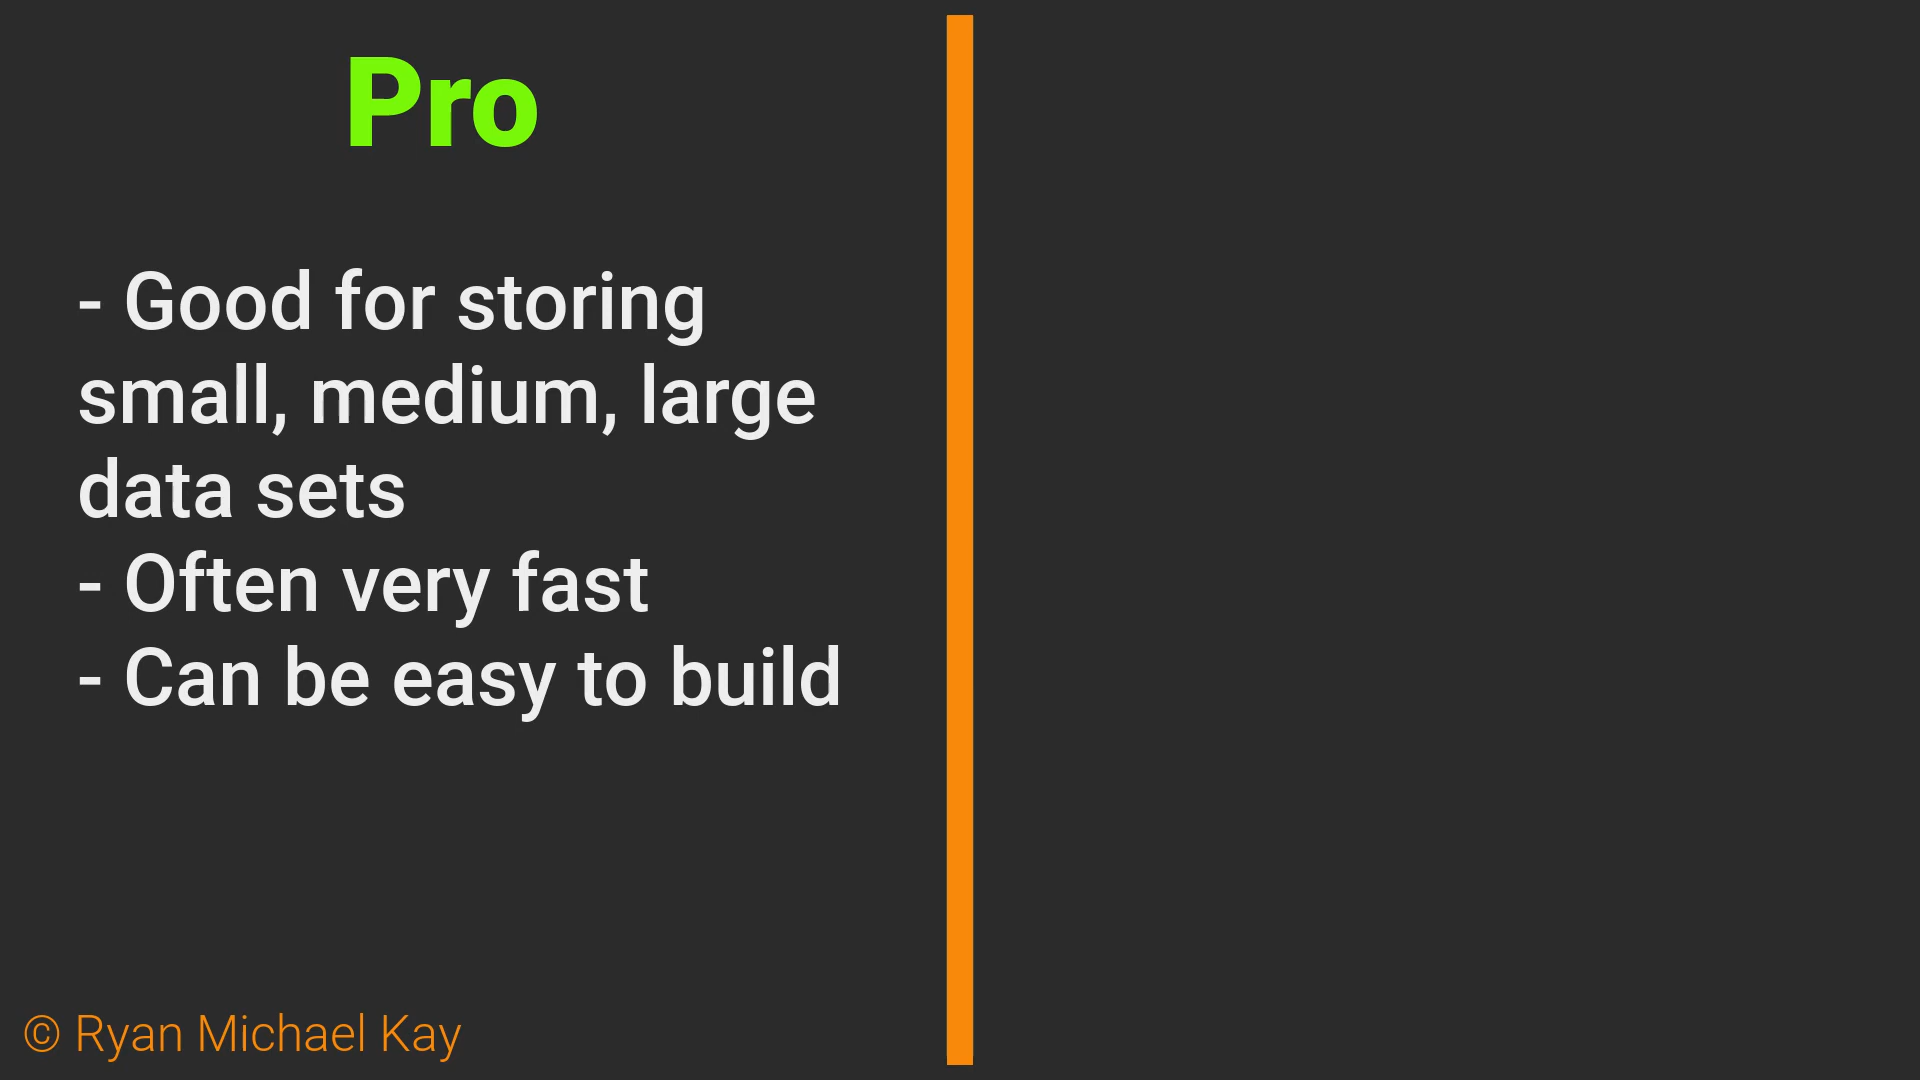 Pro
- Good for storing
small, medium, large
data sets
- Often very fast
- Can be easy to build
© Ryan Michael Kay